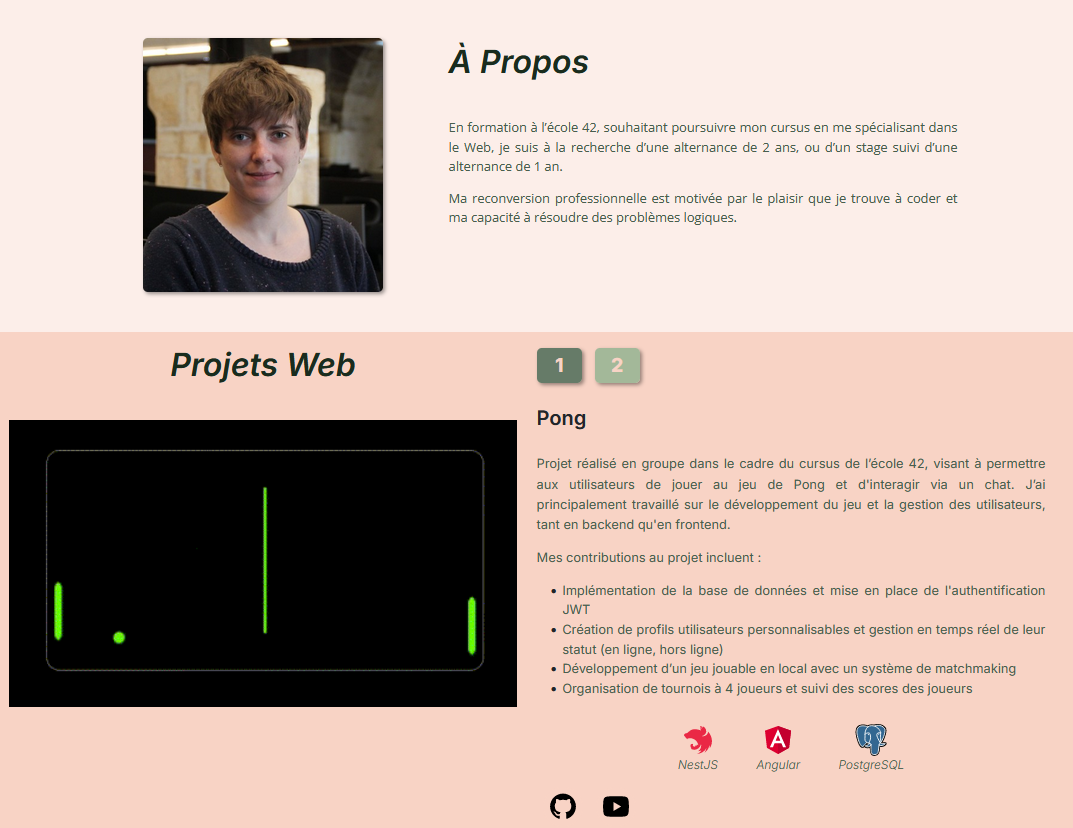 À Propos
En formation à l’école 42, souhaitant poursuivre mon cursus en me spécialisant dans
le Web, je suis à la recherche d’une alternance de 2 ans, ou d’un stage suivi d’une
alternance de 1 an.
Ma reconversion professionnelle est motivée par le plaisir que je trouve à coder et
ma capacité à résoudre des problèmes logiques.
Projets Web
1 2
Pong
Projet réalisé en groupe dans le cadre du cursus de l’école 42, visant à permettre
aux utilisateurs de jouer au jeu de Pong et d'interagir via un chat. J’ai
principalement travaillé sur le développement du jeu et la gestion des utilisateurs,
tant en backend qu'en frontend.
Mes contributions au projet incluent :
• Implémentation de la base de données et mise en place de l'authentification
JWT
• Création de profils utilisateurs personnalisables et gestion en temps réel de leur
statut (en ligne, hors ligne)
• Développement d’un jeu jouable en local avec un système de matchmaking
• Organisation de tournois à 4 joueurs et suivi des scores des joueurs
NestJS Angular PostgreSQL